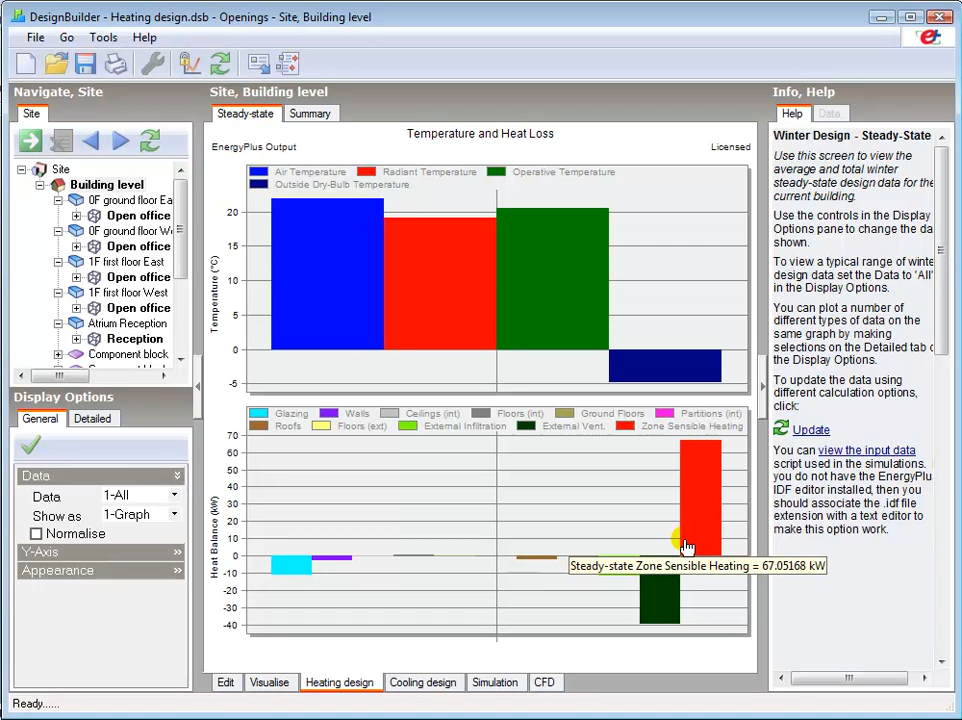 DesignBuilder - Heating design.dsb - Openings - Site, Building level
File Go Tools Help
Navigate, Site
Site
Site
Building level
0F ground floor Ea
Open office
0F ground floor We
Open office
1F first floor East
Open office
1F first floor West
Open office
Atrium Reception
Reception
Component block
Display Options
General Detailed
Data
Data 1-All
Show as 1-Graph
Normalise
Y-Axis
Appearance
Site, Building level
Steady-state Summary
Temperature and Heat Loss
EnergyPlus Output Licensed
Air Temperature Radiant Temperature Operative Temperature
Outside Dry-Bulb Temperature
Temperature (°C)
20
15
10
5
0
-5
Glazing Walls Ceilings (int) Floors (int) Ground Floors Partitions (int)
Roofs Floors (ext) External Infiltration External Vent. Zone Sensible Heating
Heat Balance (kW)
70
60
50
40
30
20
10
0
-10
-20
-30
-40
Steady-state Zone Sensible Heating = 67.05168 kW
Edit Visualise Heating design Cooling design Simulation CFD
Info, Help
Help Data
Winter Design - Steady-State
Use this screen to view the
average and total winter
steady-state design data for the
current building.
Use the controls in the Display
Options pane to change the da
shown.
To view a typical range of winte
design data set the Data to 'All'
in the Display Options.
You can plot a number of
different types of data on the
same graph by making
selections on the Detailed tab o
the Display Options.
To update the data using
different calculation options,
click:
Update
You can view the input data
script used in the simulations. I
you do not have the EnergyPlu
IDF editor installed, then you
should associate the .idf file
extension with a text editor to
make this option work.
Ready......